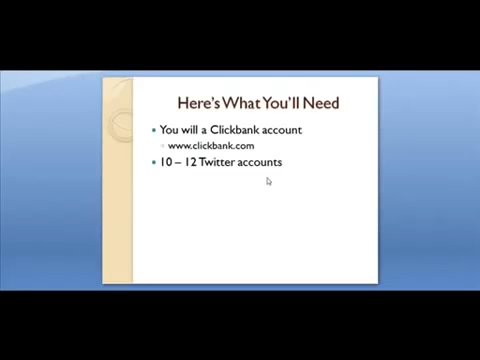 Here's What You'll Need
You will a Clickbank account
www.clickbank.com
10 – 12 Twitter accounts